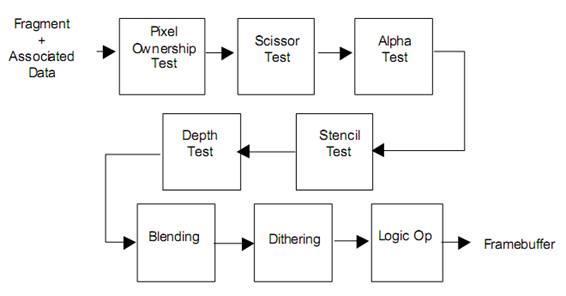 Fragment
+
Associated
Data
Pixel
Ownership
Test
Scissor
Test
Alpha
Test
Stencil
Test
Depth
Test
Blending
Dithering
Logic Op
Framebuffer